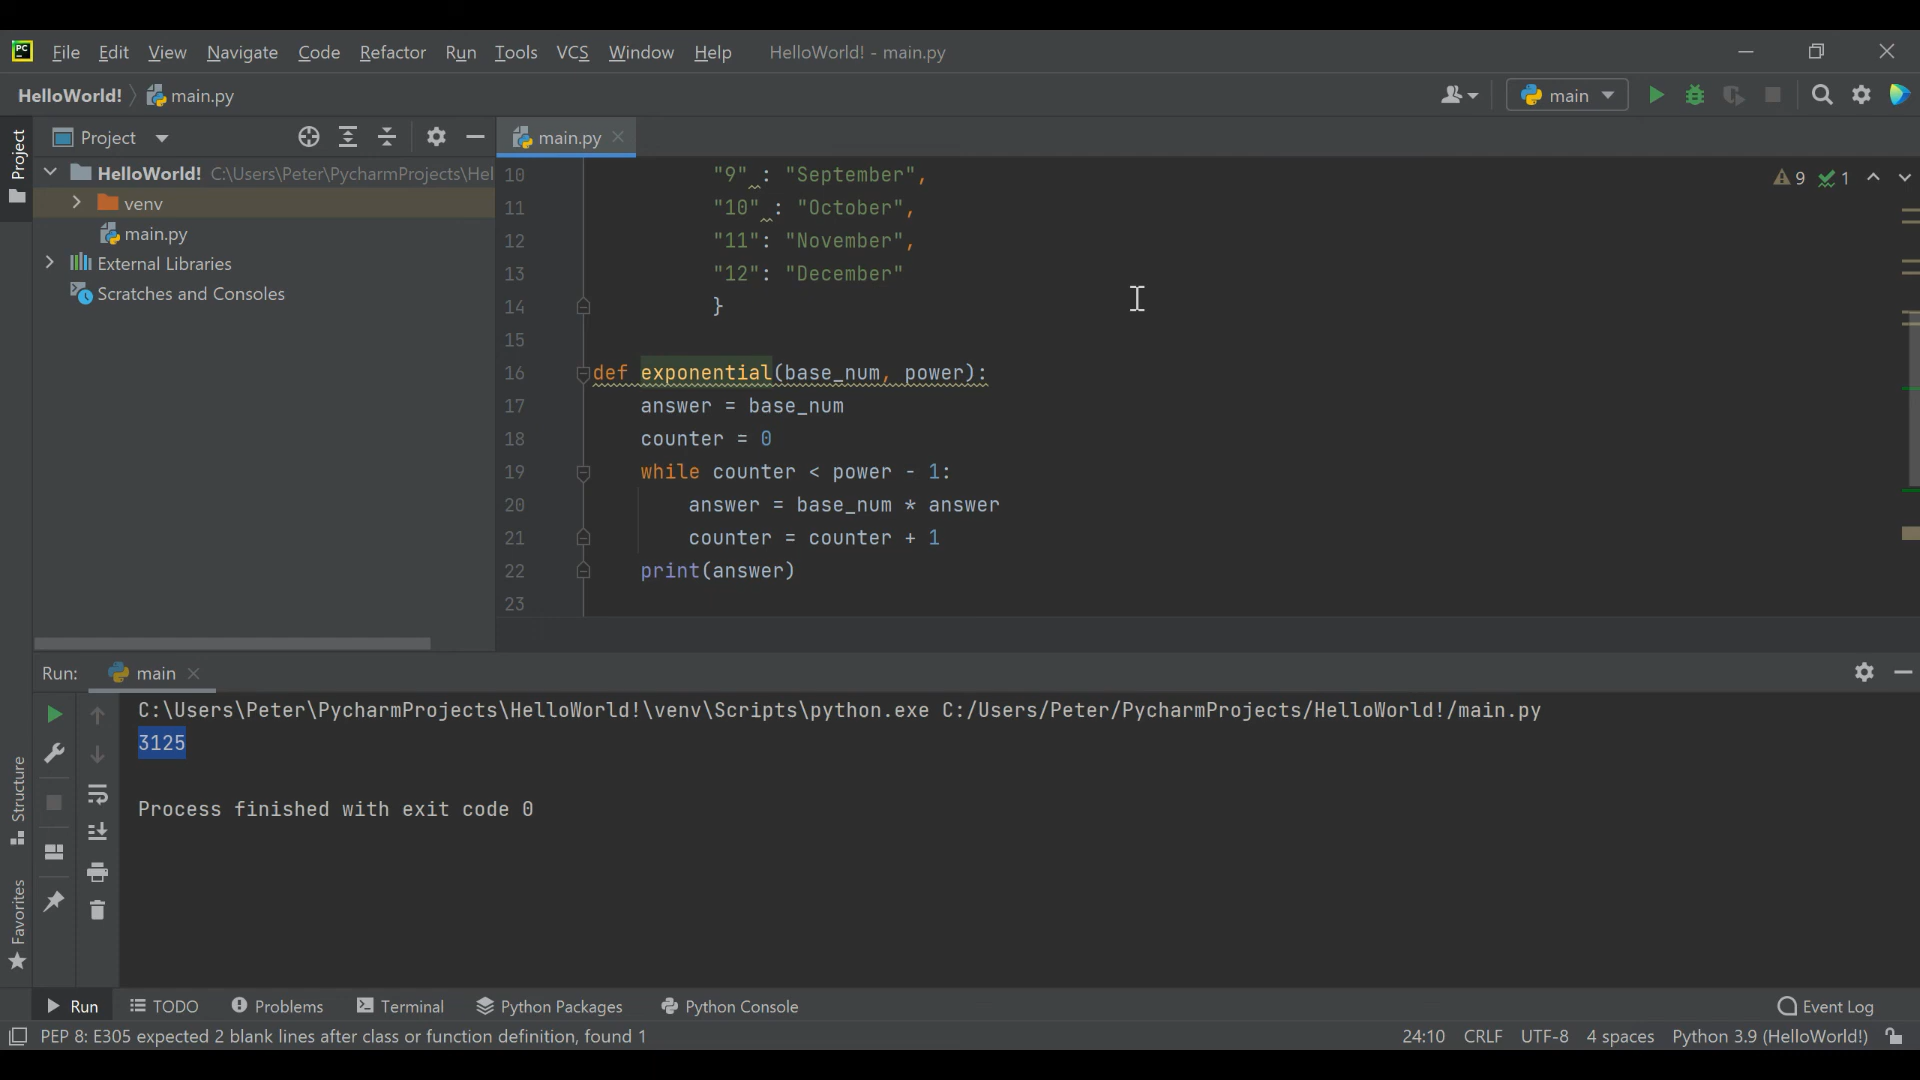 PC File Edit View Navigate Code Refactor Run Tools VCS Window Help HelloWorld! - main.py
HelloWorld! main.py main
Project
Project main.py
HelloWorld! C:\Users\Peter\PycharmProjects\Hel
venv
main.py
External Libraries
Scratches and Consoles
10 "9" : "September",
11 "10" : "October",
12 "11": "November",
13 "12": "December"
14 }
15
16 def exponential(base_num, power):
17 answer = base_num
18 counter = 0
19 while counter < power - 1:
20 answer = base_num * answer
21 counter = counter + 1
22 print(answer)
23
9 1
Run: main
C:\Users\Peter\PycharmProjects\HelloWorld!\venv\Scripts\python.exe C:/Users/Peter/PycharmProjects/HelloWorld!/main.py
3125
Process finished with exit code 0
Structure
Favorites
Run TODO Problems Terminal Python Packages Python Console Event Log
PEP 8: E305 expected 2 blank lines after class or function definition, found 1 24:10 CRLF UTF-8 4 spaces Python 3.9 (HelloWorld!)